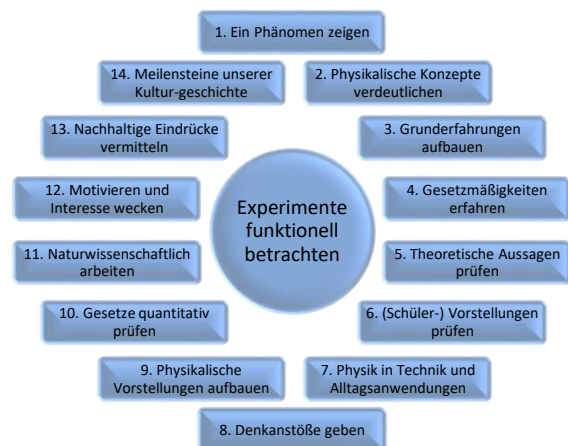 1. Ein Phänomen zeigen
2. Physikalische Konzepte
verdeutlichen
3. Grunderfahrungen
aufbauen
4. Gesetzmäßigkeiten
erfahren
5. Theoretische Aussagen
prüfen
6. (Schüler-) Vorstellungen
prüfen
7. Physik in Technik und
Alltagsanwendungen
8. Denkanstöße geben
9. Physikalische
Vorstellungen aufbauen
10. Gesetze quantitativ
prüfen
11. Naturwissenschaftlich
arbeiten
12. Motivieren und
Interesse wecken
13. Nachhaltige Eindrücke
vermitteln
14. Meilensteine unserer
Kultur-geschichte
Experimente
funktionell
betrachten